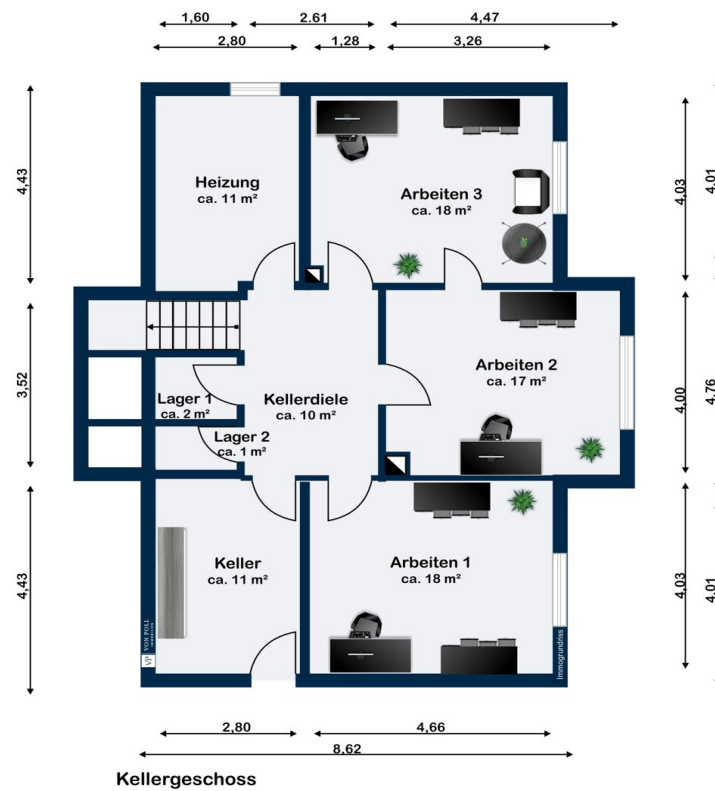 1,60 2.61 4,47
2,80 1,28 3,26
4,43
Heizung
ca. 11 m²
Arbeiten 3
ca. 18 m²
4,03
4.01
3,52
Arbeiten 2
ca. 17 m²
Lager 1
ca. 2 m²
Kellerdiele
ca. 10 m²
4,00
4,76
Lager 2
ca. 1 m²
4,43
Keller
ca. 11 m²
Arbeiten 1
ca. 18 m²
4,03
4.01
VON POLL
IMMOBILIEN
VP
Immogrundriss
2,80 4,66
8,62
Kellergeschoss